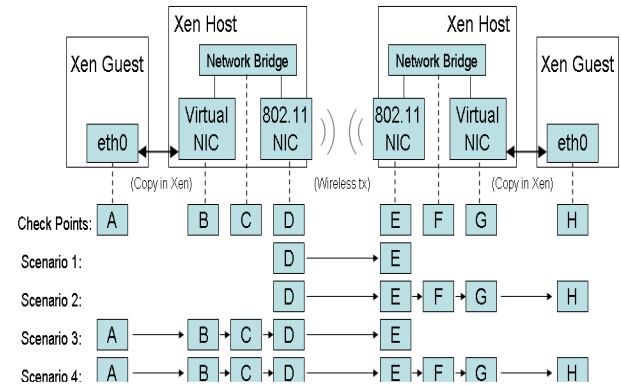 Xen Host
Xen Host
Xen Guest
Network Bridge
Network Bridge
Xen Guest
eth0
Virtual NIC
802.11 NIC
802.11 NIC
Virtual NIC
eth0
(Copy in Xen)
(Wireless tx)
(Copy in Xen)
Check Points: A B C D E F G H
Scenario 1: D E
Scenario 2: D E F G H
Scenario 3: A B C D E
Scenario 4: A B C D E F G H